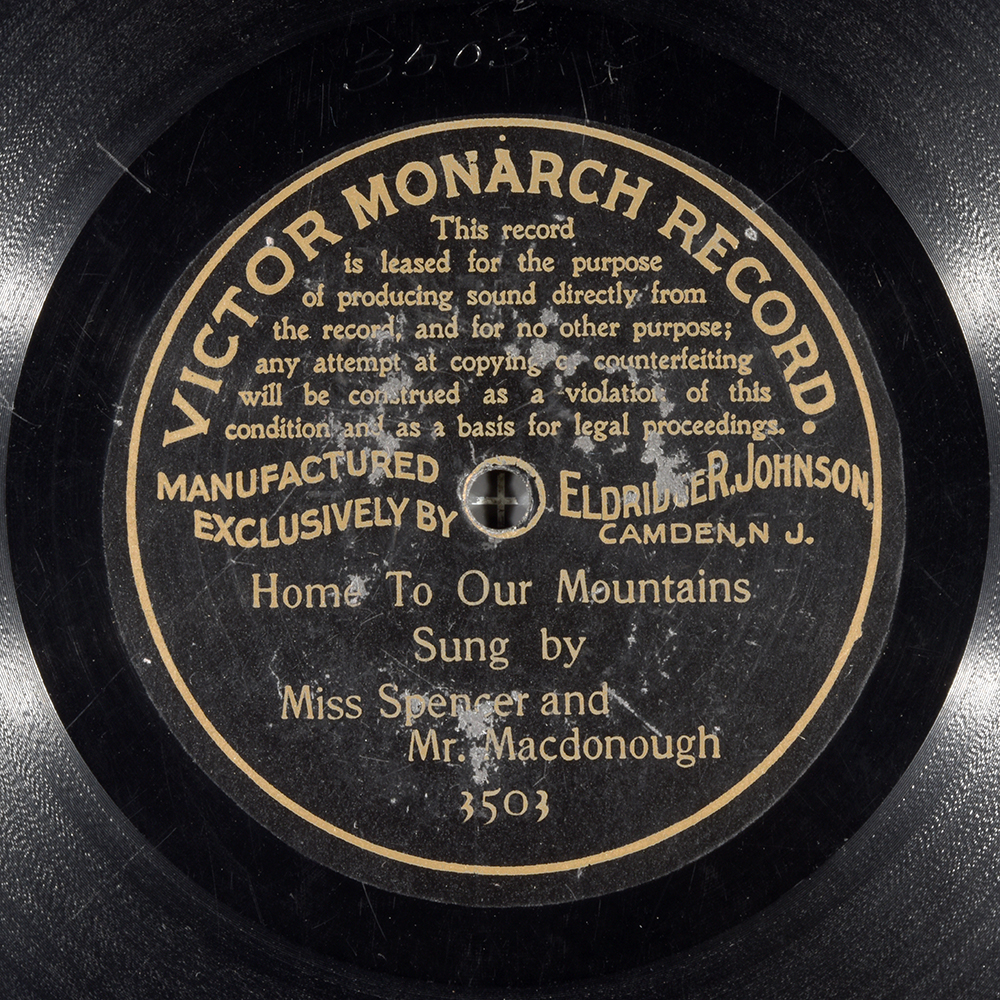 3503
VICTOR MONARCH RECORD.
This record
is leased for the purpose
of producing sound directly from
the record, and for no other purpose;
any attempt at copying or counterfeiting
will be construed as a violation of this
condition and as a basis for legal proceedings.
MANUFACTURED
EXCLUSIVELY BY
ELDRIDGE R. JOHNSON,
CAMDEN, N J.
Home To Our Mountains
Sung by
Miss Spencer and
Mr. Macdonough
3503